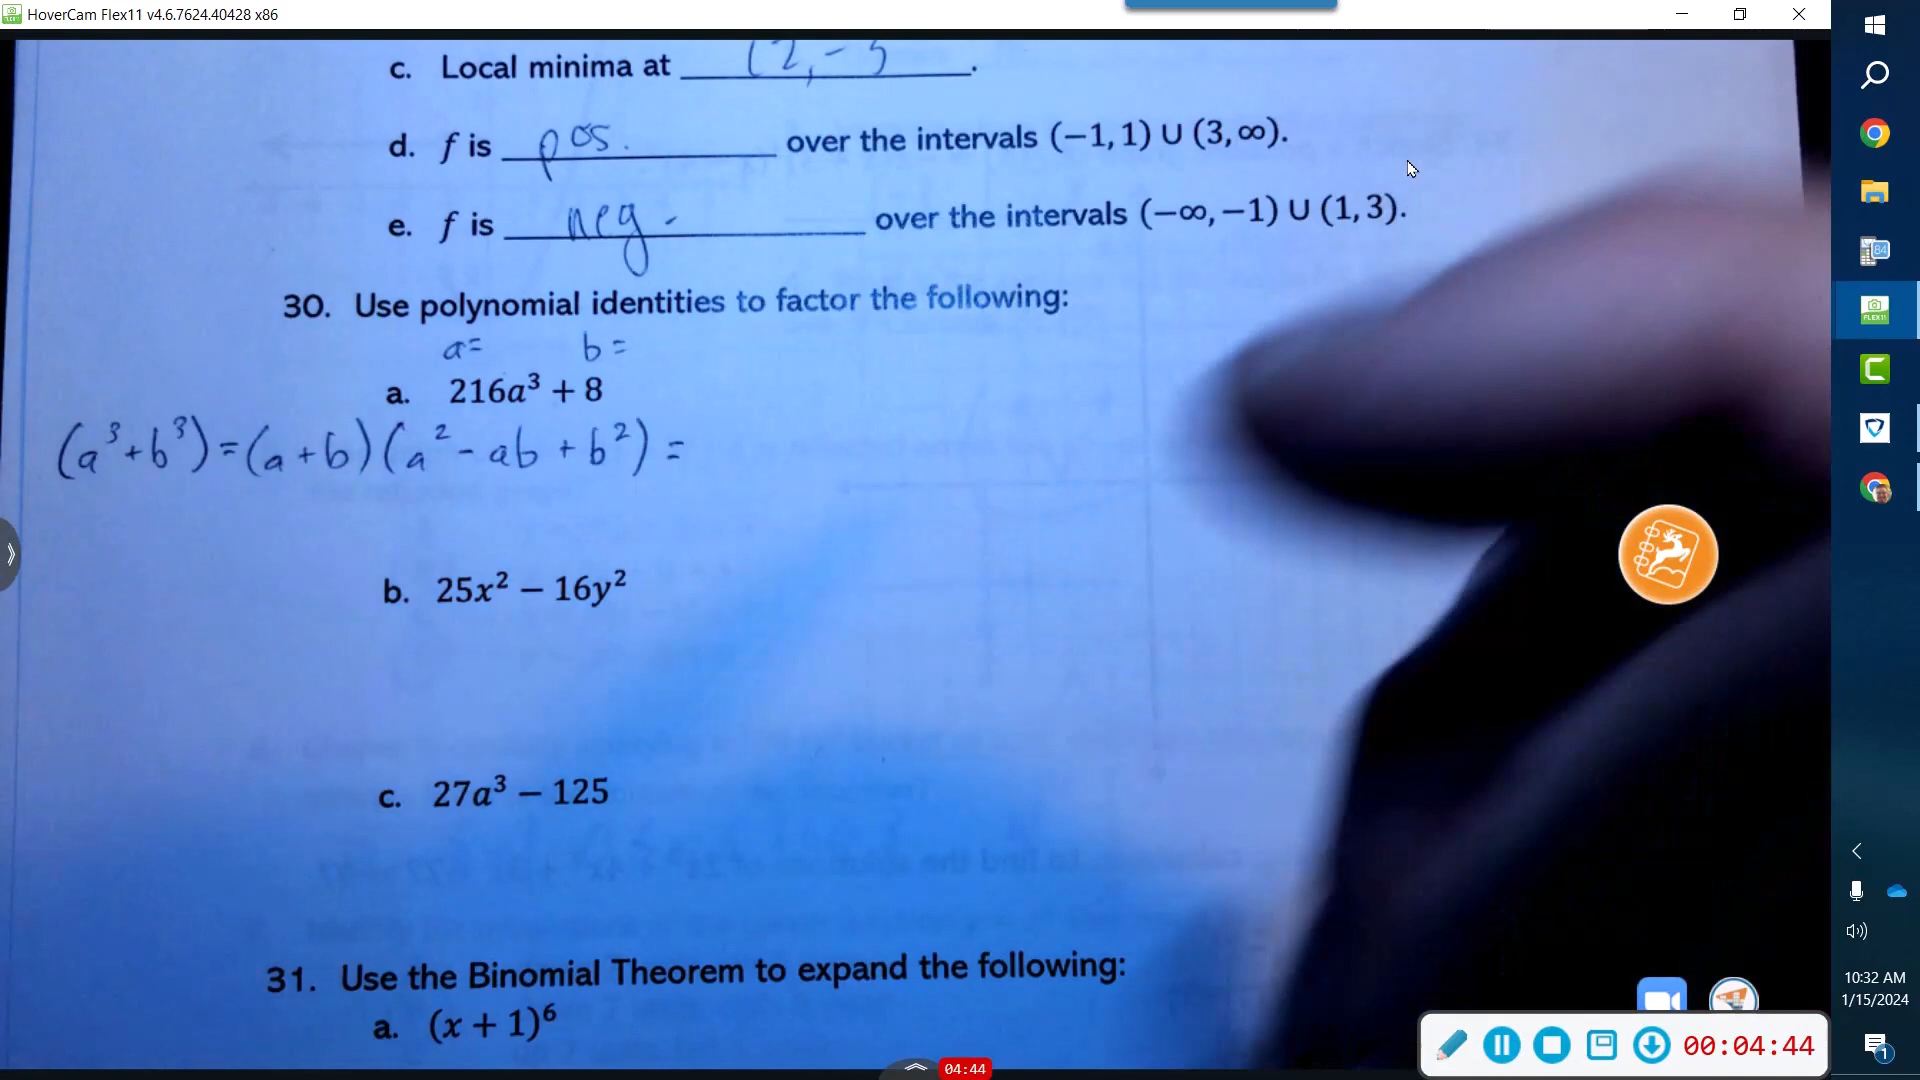 HoverCam Flex11 v4.6.7624.40428 x86
c. Local minima at (2, -
d. f is pos. over the intervals (−1, 1) ∪ (3, ∞).
e. f is neg. over the intervals (−∞, −1) ∪ (1, 3).
30. Use polynomial identities to factor the following:
a= b=
a. 216a³ + 8
(a³+b³)=(a+b)(a²-ab+b²)=
b. 25x² − 16y²
c. 27a³ − 125
31. Use the Binomial Theorem to expand the following:
a. (x + 1)⁶
84
FLEX11
10:32 AM
1/15/2024
1
00:04:44
04:44